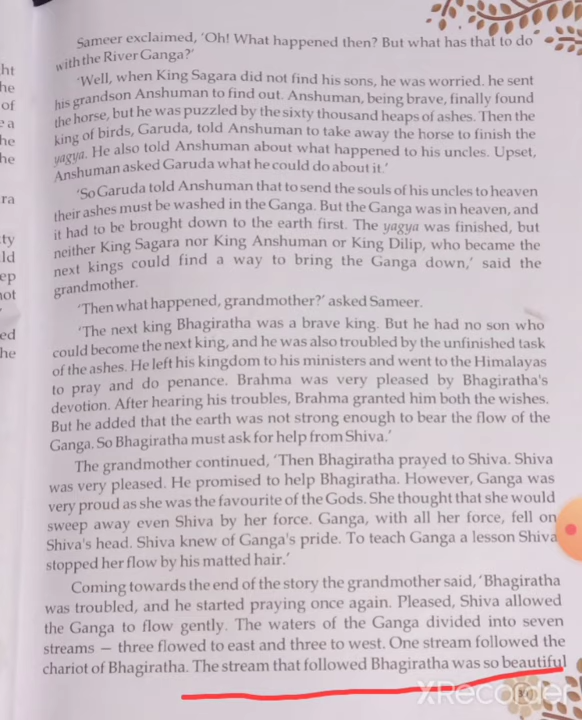 Sameer exclaimed, 'Oh! What happened then? But what has that to do
with the River Ganga?'
'Well, when King Sagara did not find his sons, he was worried. he sent
his grandson Anshuman to find out. Anshuman, being brave, finally found
the horse, but he was puzzled by the sixty thousand heaps of ashes. Then the
king of birds, Garuda, told Anshuman to take away the horse to finish the
yagya. He also told Anshuman about what happened to his uncles. Upset,
Anshuman asked Garuda what he could do about it.'
'So Garuda told Anshuman that to send the souls of his uncles to heaven
their ashes must be washed in the Ganga. But the Ganga was in heaven, and
it had to be brought down to the earth first. The yagya was finished, but
neither King Sagara nor King Anshuman or King Dilip, who became the
next kings could find a way to bring the Ganga down,' said the
grandmother.
'Then what happened, grandmother?' asked Sameer.
'The next king Bhagiratha was a brave king. But he had no son who
could become the next king, and he was also troubled by the unfinished task
of the ashes. He left his kingdom to his ministers and went to the Himalayas
to pray and do penance. Brahma was very pleased by Bhagiratha's
devotion. After hearing his troubles, Brahma granted him both the wishes.
But he added that the earth was not strong enough to bear the flow of the
Ganga. So Bhagiratha must ask for help from Shiva.'
The grandmother continued, 'Then Bhagiratha prayed to Shiva. Shiva
was very pleased. He promised to help Bhagiratha. However, Ganga was
very proud as she was the favourite of the Gods. She thought that she would
sweep away even Shiva by her force. Ganga, with all her force, fell on
Shiva's head. Shiva knew of Ganga's pride. To teach Ganga a lesson Shiva
stopped her flow by his matted hair.'
Coming towards the end of the story the grandmother said, 'Bhagiratha
was troubled, and he started praying once again. Pleased, Shiva allowed
the Ganga to flow gently. The waters of the Ganga divided into seven
streams — three flowed to east and three to west. One stream followed the
chariot of Bhagiratha. The stream that followed Bhagiratha was so beautiful
XRecorder